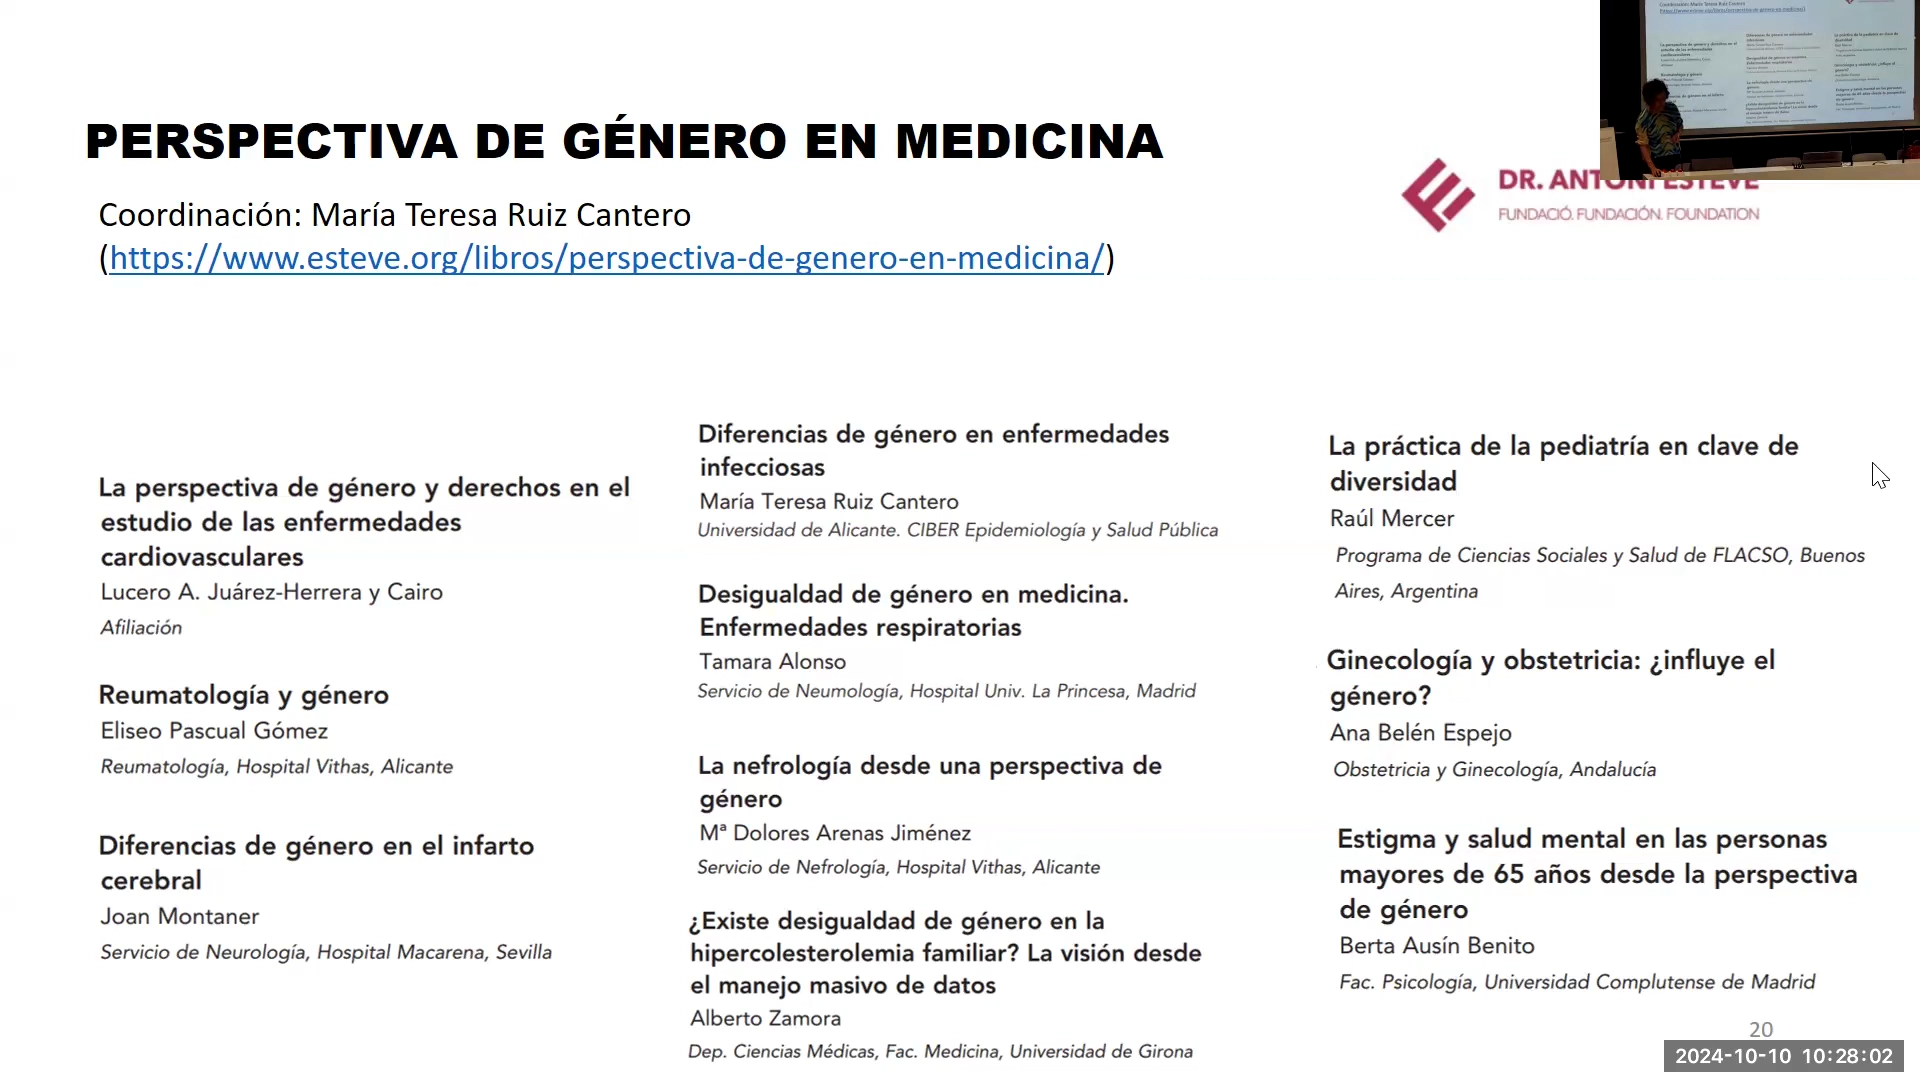 PERSPECTIVA DE GÉNERO EN MEDICINA
Coordinación: María Teresa Ruiz Cantero
(https://www.esteve.org/libros/perspectiva-de-genero-en-medicina/)
DR. ANTONI ESTEVE
FUNDACIÓ. FUNDACIÓN. FOUNDATION
La perspectiva de género y derechos en el
estudio de las enfermedades
cardiovasculares
Lucero A. Juárez-Herrera y Cairo
Afiliación
Reumatología y género
Eliseo Pascual Gómez
Reumatología, Hospital Vithas, Alicante
Diferencias de género en el infarto
cerebral
Joan Montaner
Servicio de Neurología, Hospital Macarena, Sevilla
Diferencias de género en enfermedades
infecciosas
María Teresa Ruiz Cantero
Universidad de Alicante. CIBER Epidemiología y Salud Pública
Desigualdad de género en medicina.
Enfermedades respiratorias
Tamara Alonso
Servicio de Neumología, Hospital Univ. La Princesa, Madrid
La nefrología desde una perspectiva de
género
Mª Dolores Arenas Jiménez
Servicio de Nefrología, Hospital Vithas, Alicante
¿Existe desigualdad de género en la
hipercolesterolemia familiar? La visión desde
el manejo masivo de datos
Alberto Zamora
Dep. Ciencias Médicas, Fac. Medicina, Universidad de Girona
La práctica de la pediatría en clave de
diversidad
Raúl Mercer
Programa de Ciencias Sociales y Salud de FLACSO, Buenos
Aires, Argentina
Ginecología y obstetricia: ¿influye el
género?
Ana Belén Espejo
Obstetricia y Ginecología, Andalucía
Estigma y salud mental en las personas
mayores de 65 años desde la perspectiva
de género
Berta Ausín Benito
Fac. Psicología, Universidad Complutense de Madrid
20
2024-10-10 10:28:02